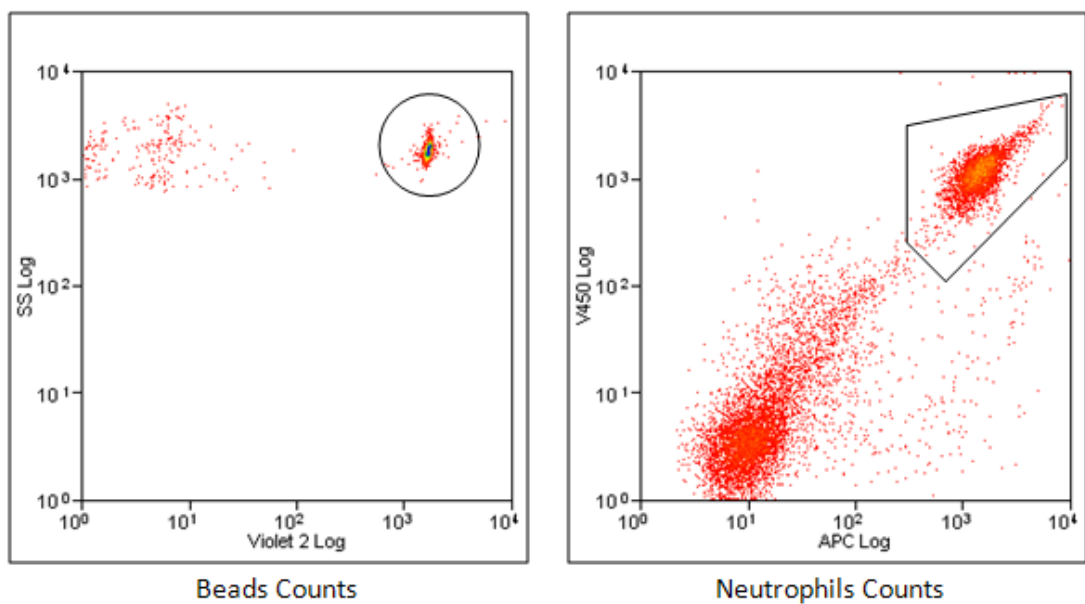 10⁴
10³
SS Log
10²
10¹
10⁰
10⁰ 10¹ 10² 10³ 10⁴
Violet 2 Log
Beads Counts
10⁴
10³
V450 Log
10²
10¹
10⁰
10⁰ 10¹ 10² 10³ 10⁴
APC Log
Neutrophils Counts